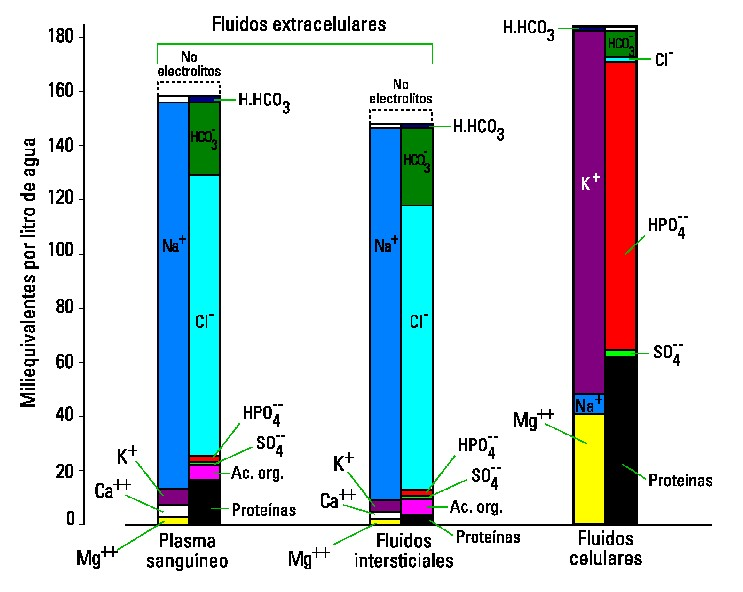 Fluidos extracelulares
180
160
140
120
100
80
60
40
20
0
Miliequivalentes por litro de agua
No
electrolitos
H.HCO3
HCO3-
Na+
Cl-
HPO4--
SO4--
Ac. org.
Proteínas
K+
Ca++
Mg++
Plasma
sanguíneo
No
electrolitos
H.HCO3
HCO3-
Na+
Cl-
HPO4--
SO4--
Ac. org.
Proteínas
K+
Ca++
Mg++
Fluidos
intersticiales
H.HCO3
HCO3-
Cl-
K+
HPO4--
SO4--
Na+
Mg++
Proteinas
Fluidos
celulares